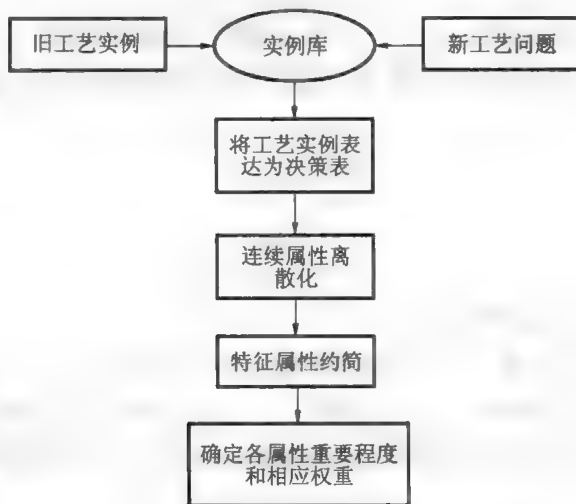 旧工艺实例
实例库
新工艺问题
将工艺实例表
达为决策表
连续属性离
散化
特征属性约简
确定各属性重要程度
和相应权重